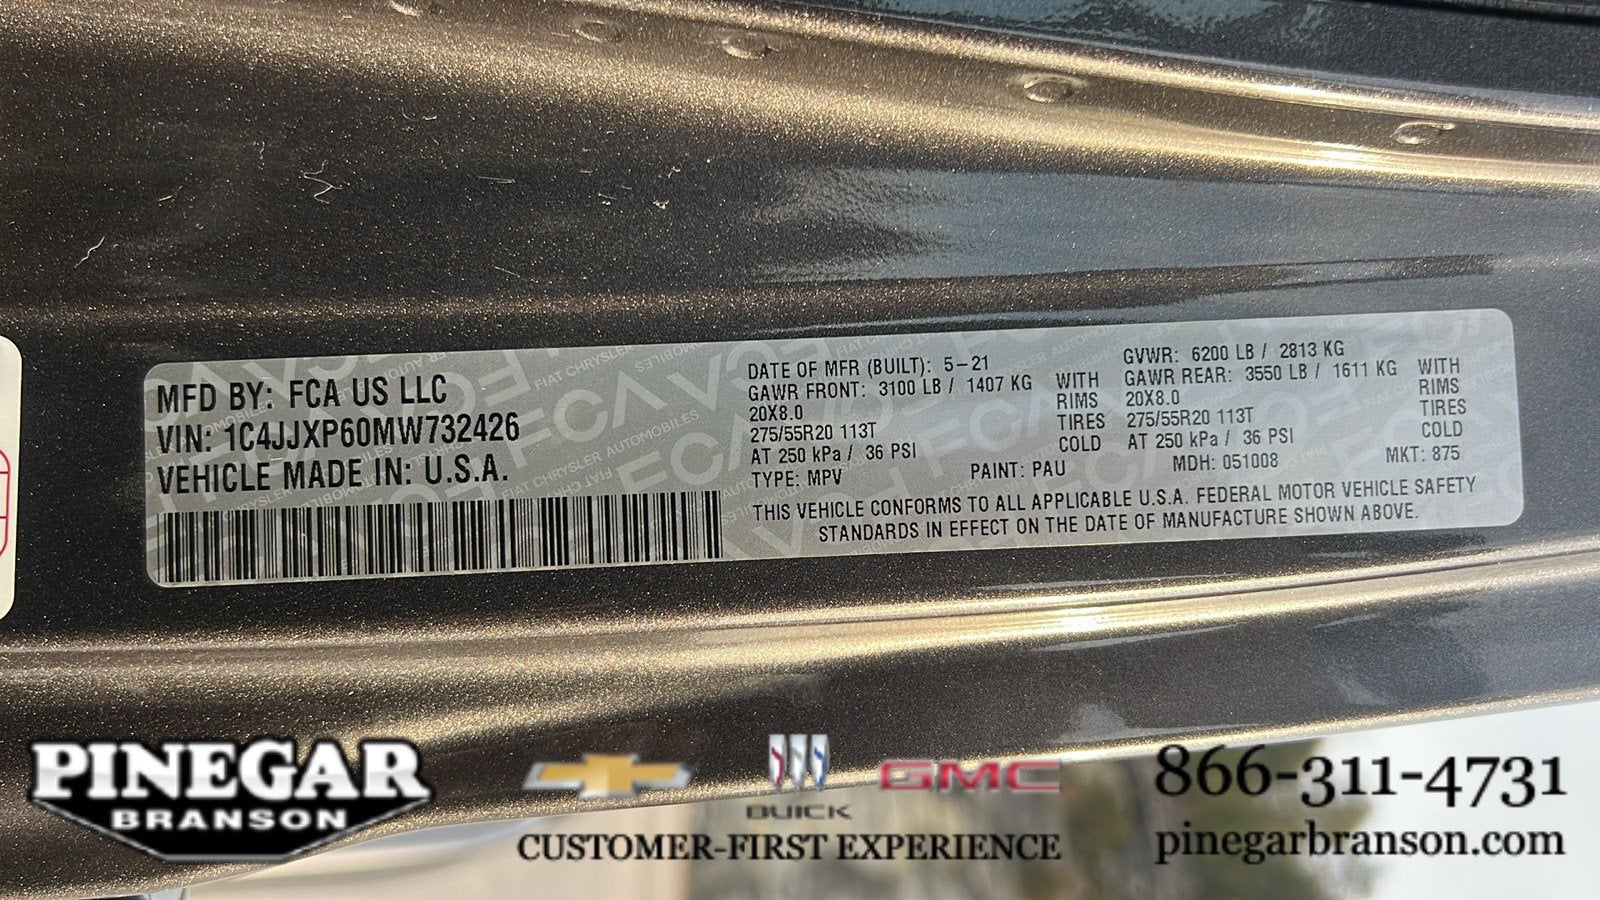 MFD BY: FCA US LLC
VIN: 1C4JJXP60MW732426
VEHICLE MADE IN: U.S.A.
DATE OF MFR (BUILT): 5-21
GAWR FRONT: 3100 LB / 1407 KG WITH
20X8.0 RIMS
275/55R20 113T TIRES
AT 250 kPa / 36 PSI COLD
GVWR: 6200 LB / 2813 KG
GAWR REAR: 3550 LB / 1611 KG WITH
20X8.0 RIMS
275/55R20 113T TIRES
AT 250 kPa / 36 PSI COLD
TYPE: MPV PAINT: PAU MDH: 051008 MKT: 875
THIS VEHICLE CONFORMS TO ALL APPLICABLE U.S.A. FEDERAL MOTOR VEHICLE SAFETY
STANDARDS IN EFFECT ON THE DATE OF MANUFACTURE SHOWN ABOVE.
PINEGAR
BRANSON
BUICK
GMC
CUSTOMER-FIRST EXPERIENCE
866-311-4731
pinegarbranson.com